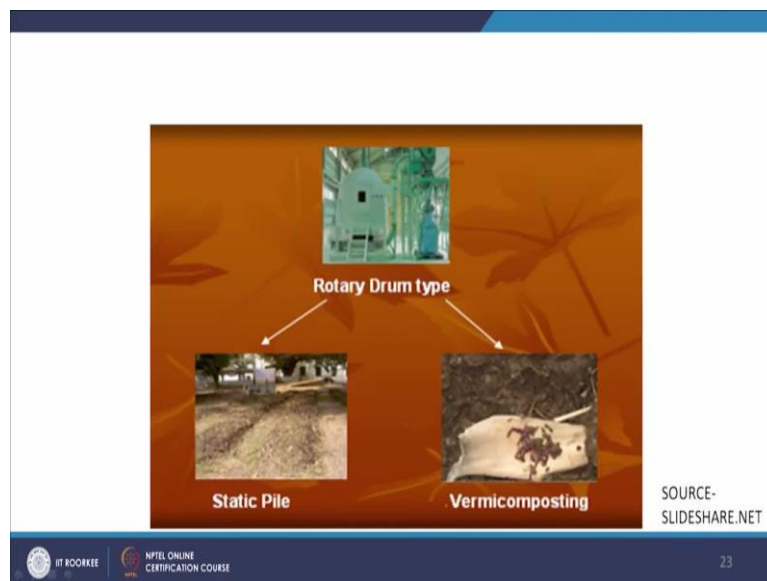 Rotary Drum type
Static Pile
Vermicomposting
SOURCE-
SLIDESHARE.NET
IIT ROORKEE
NPTEL ONLINE
CERTIFICATION COURSE
23